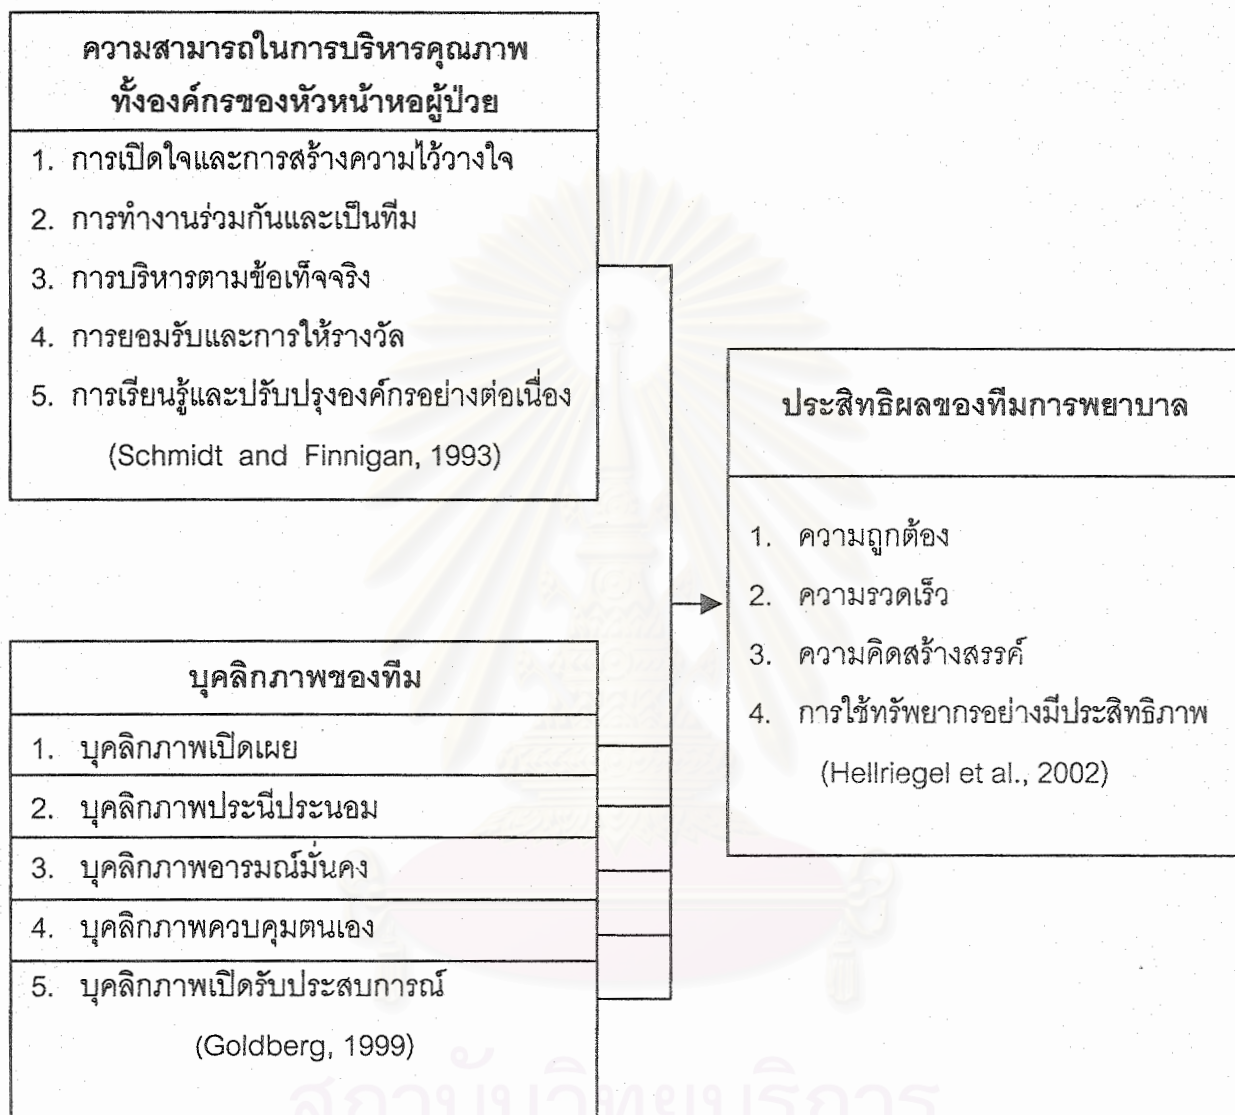 ความสามารถในการบริหารคุณภาพ
ทั้งองค์กรของหัวหน้าหอผู้ป่วย
1. การเปิดใจและการสร้างความไว้วางใจ
2. การทำงานร่วมกันและเป็นทีม
3. การบริหารตามข้อเท็จจริง
4. การยอมรับและการให้รางวัล
5. การเรียนรู้และปรับปรุงองค์กรอย่างต่อเนื่อง
(Schmidt and Finnigan, 1993)
บุคลิกภาพของทีม
1. บุคลิกภาพเปิดเผย
2. บุคลิกภาพประนีประนอม
3. บุคลิกภาพอารมณ์มั่นคง
4. บุคลิกภาพควบคุมตนเอง
5. บุคลิกภาพเปิดรับประสบการณ์
(Goldberg, 1999)
ประสิทธิผลของทีมการพยาบาล
1. ความถูกต้อง
2. ความรวดเร็ว
3. ความคิดสร้างสรรค์
4. การใช้ทรัพยากรอย่างมีประสิทธิภาพ
(Hellriegel et al., 2002)
สถาบันวิทยบริการ